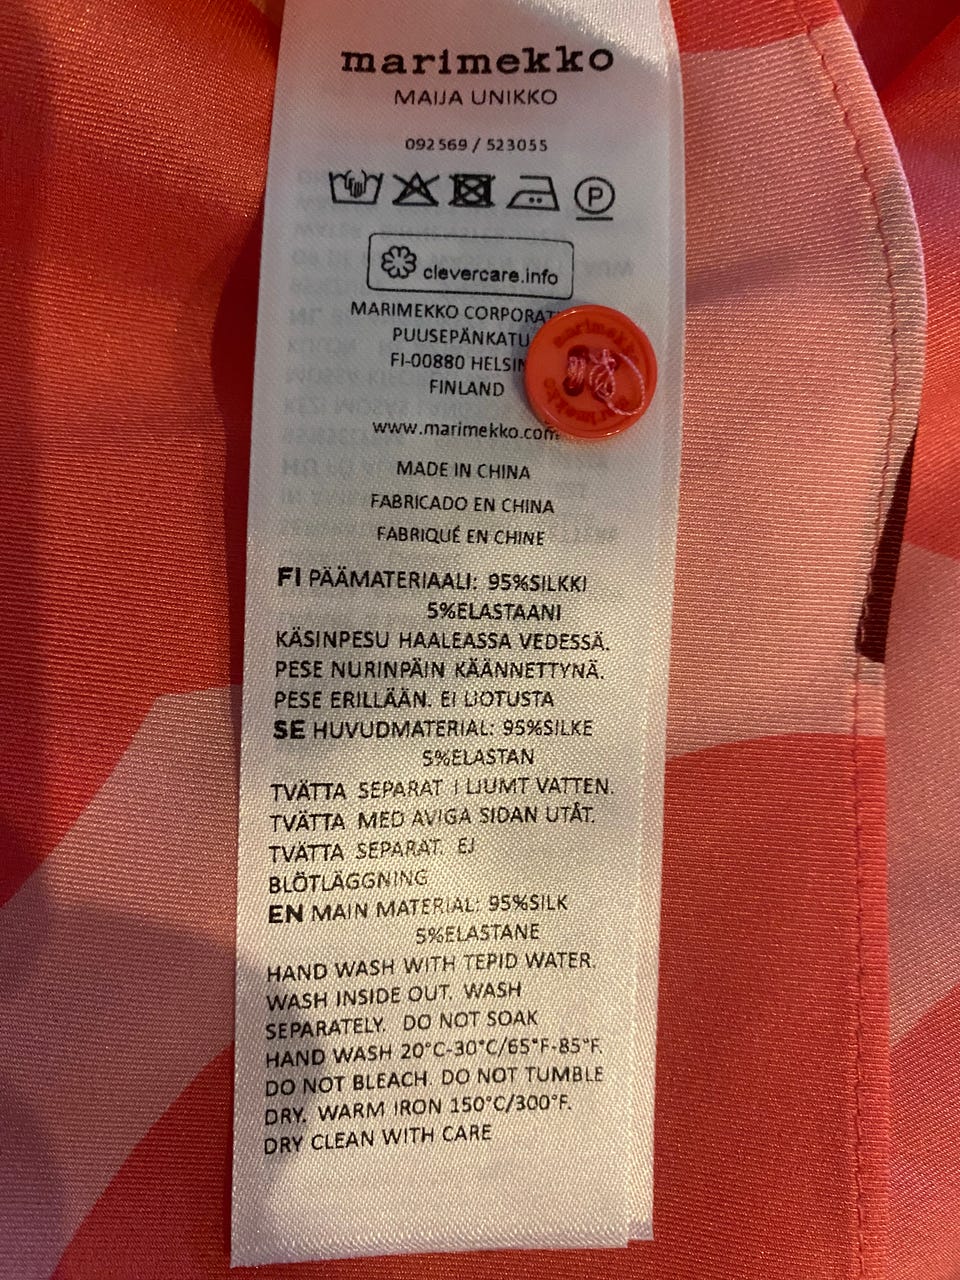 marimekko
MAIJA UNIKKO
092569 / 523055
P
clevercare.info
MARIMEKKO
PUUSEPÄNKATU
FI-00880
FINLAND
www.marimekko.com
MADE IN CHINA
FABRICADO EN CHINA
FABRIQUÉ EN CHINE
FI PÄÄMATERIAALI: 95%SILKKI
5%ELASTAANI
KÄSINPESU HAALEASSA VEDESSÄ.
PESE NURINPÄIN KÄÄNNETTYNÄ.
PESE ERILLÄÄN. EI LIOTUSTA
SE HUVUDMATERIAL: 95%SILKE
5%ELASTAN
TVÄTTA SEPARAT I LJUMT VATTEN.
TVÄTTA MED AVIGA SIDAN UTÅT.
TVÄTTA SEPARAT. EJ
BLÖTLÄGGNING
EN MAIN MATERIAL: 95%SILK
5%ELASTANE
HAND WASH WITH TEPID WATER.
WASH INSIDE OUT. WASH
SEPARATELY. DO NOT SOAK
HAND WASH 20°C-30°C/65°F-85°F.
DO NOT BLEACH. DO NOT TUMBLE
DRY. WARM IRON 150°C/300°F.
DRY CLEAN WITH CARE
marimekko
marimekko